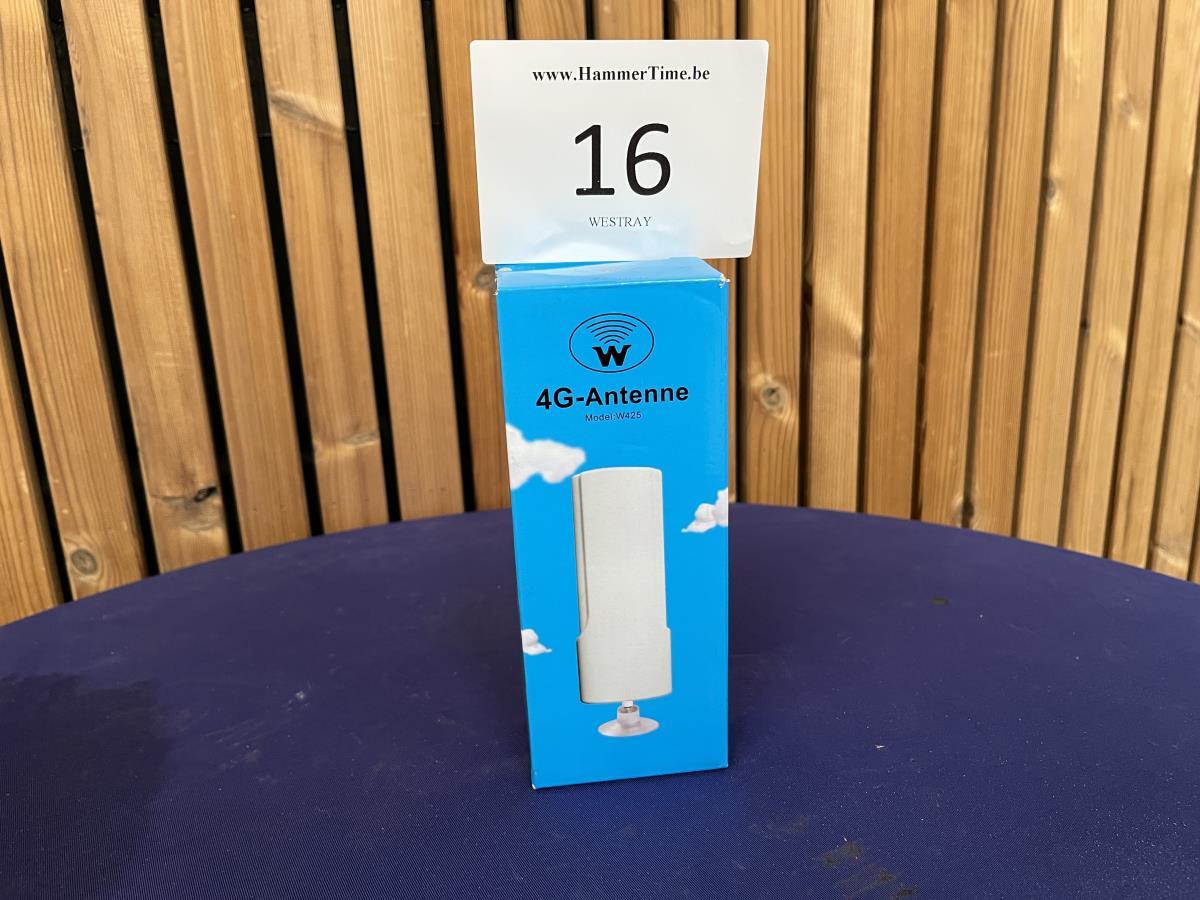 www.HammerTime.be
16
WESTRAY
W
4G-Antenne
Model:W425